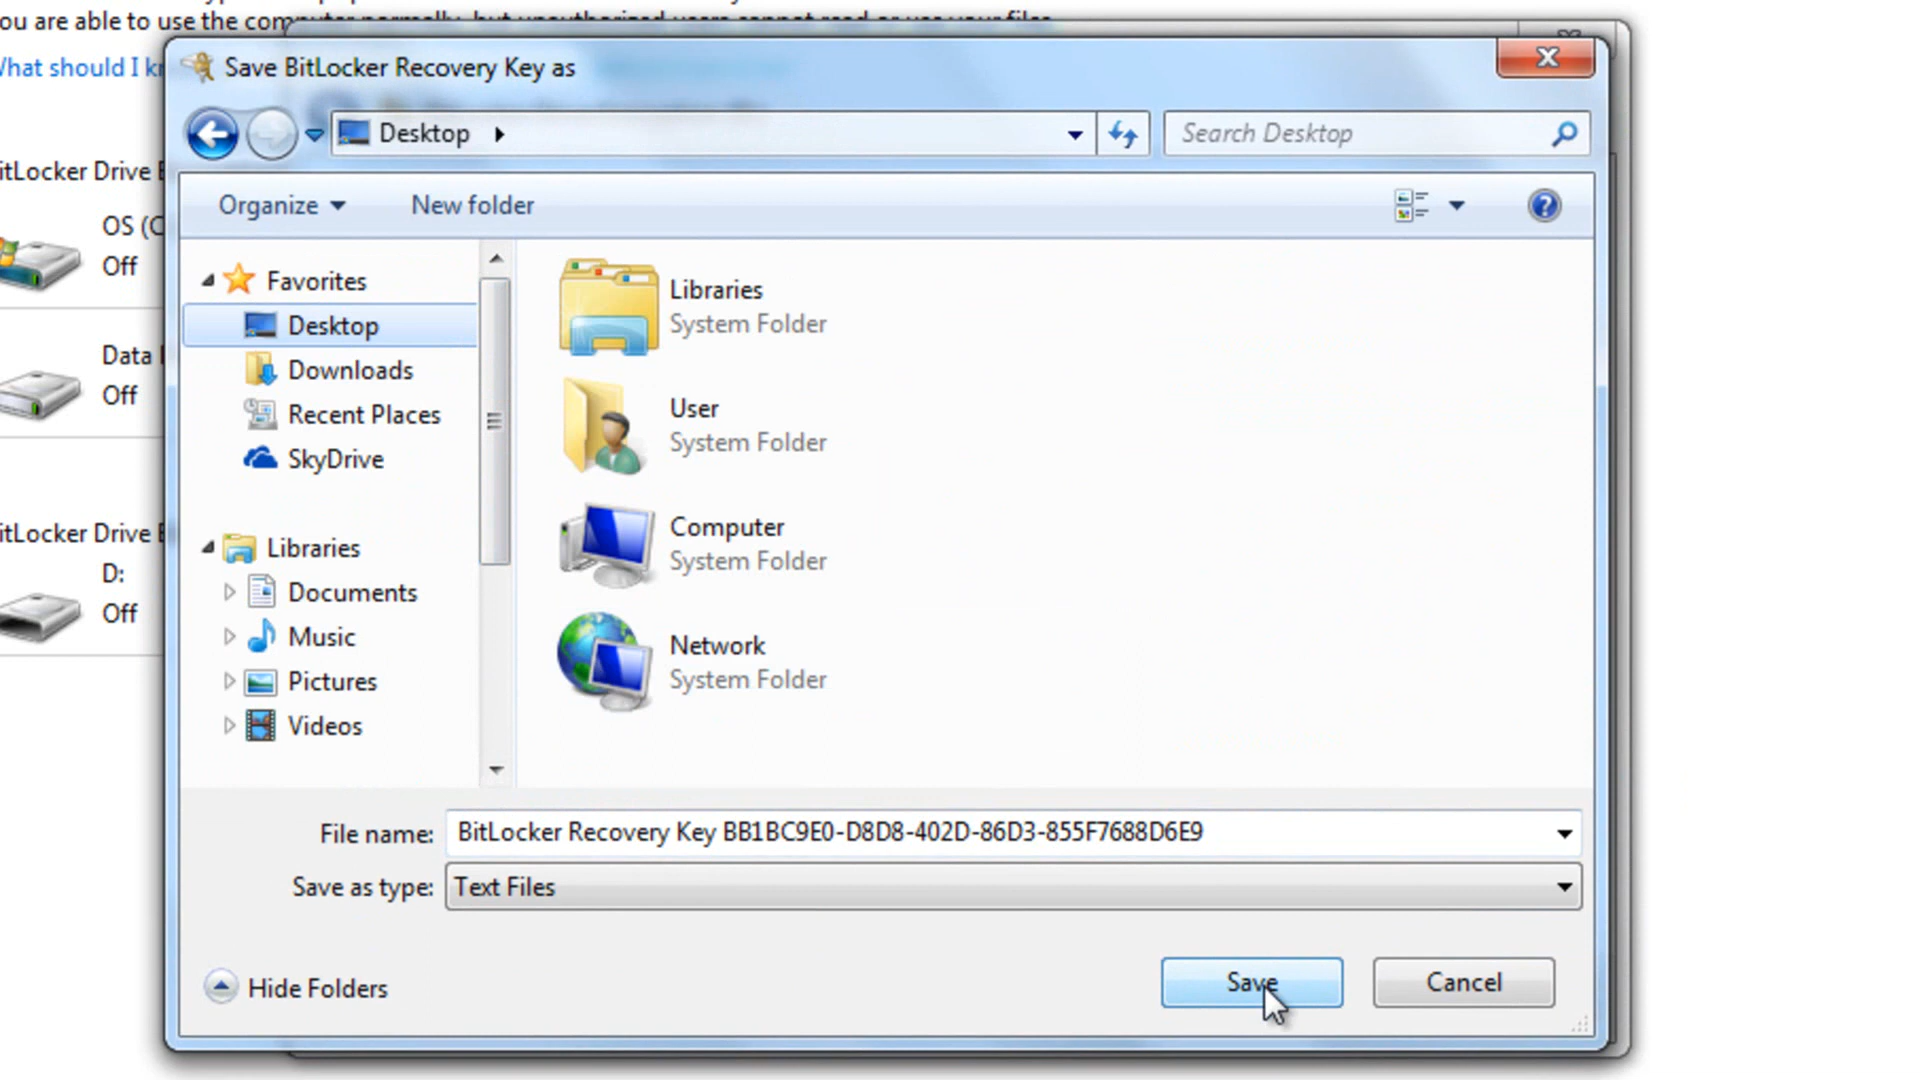 ou are able to use the computer normally, but unauthorized users cannot read or use your files.
What should I kn
Save BitLocker Recovery Key as
Desktop
Search Desktop
itLocker Drive E
Organize
New folder
OS (C
Off
Favorites
Desktop
Downloads
Recent Places
SkyDrive
Data
Off
Libraries
System Folder
User
System Folder
Computer
System Folder
Network
System Folder
itLocker Drive E
D:
Off
Libraries
Documents
Music
Pictures
Videos
File name: BitLocker Recovery Key BB1BC9E0-D8D8-402D-86D3-855F7688D6E9
Save as type: Text Files
Hide Folders
Save
Cancel